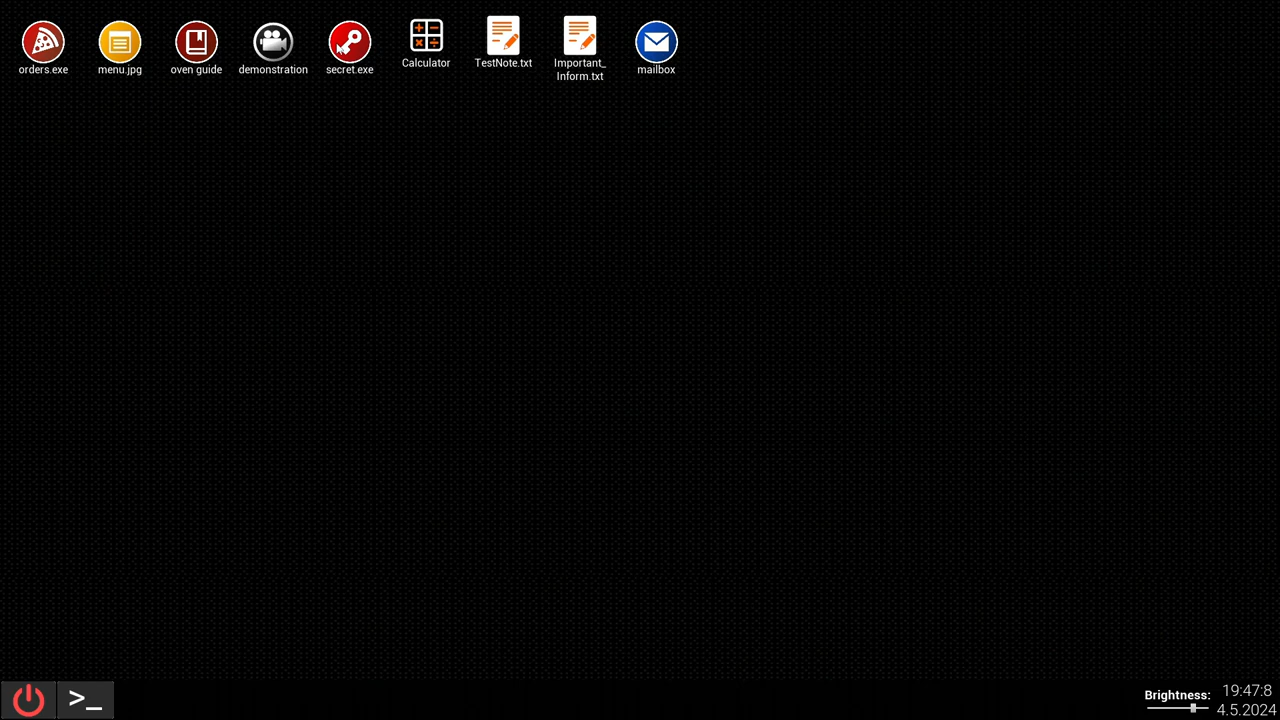 orders.exe
menu.jpg
oven guide
demonstration
secret.exe
Calculator
TestNote.txt
Important_
Inform.txt
mailbox
>_
Brightness:
19:47:8
4.5.2024